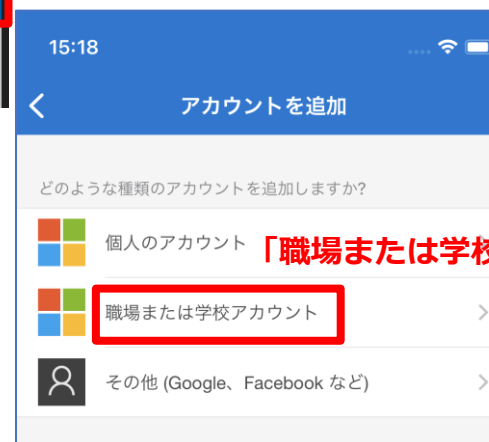 15:18
アカウントを追加
どのような種類のアカウントを追加しますか?
個人のアカウント
「職場または学校
職場または学校アカウント
その他 (Google、Facebook など)